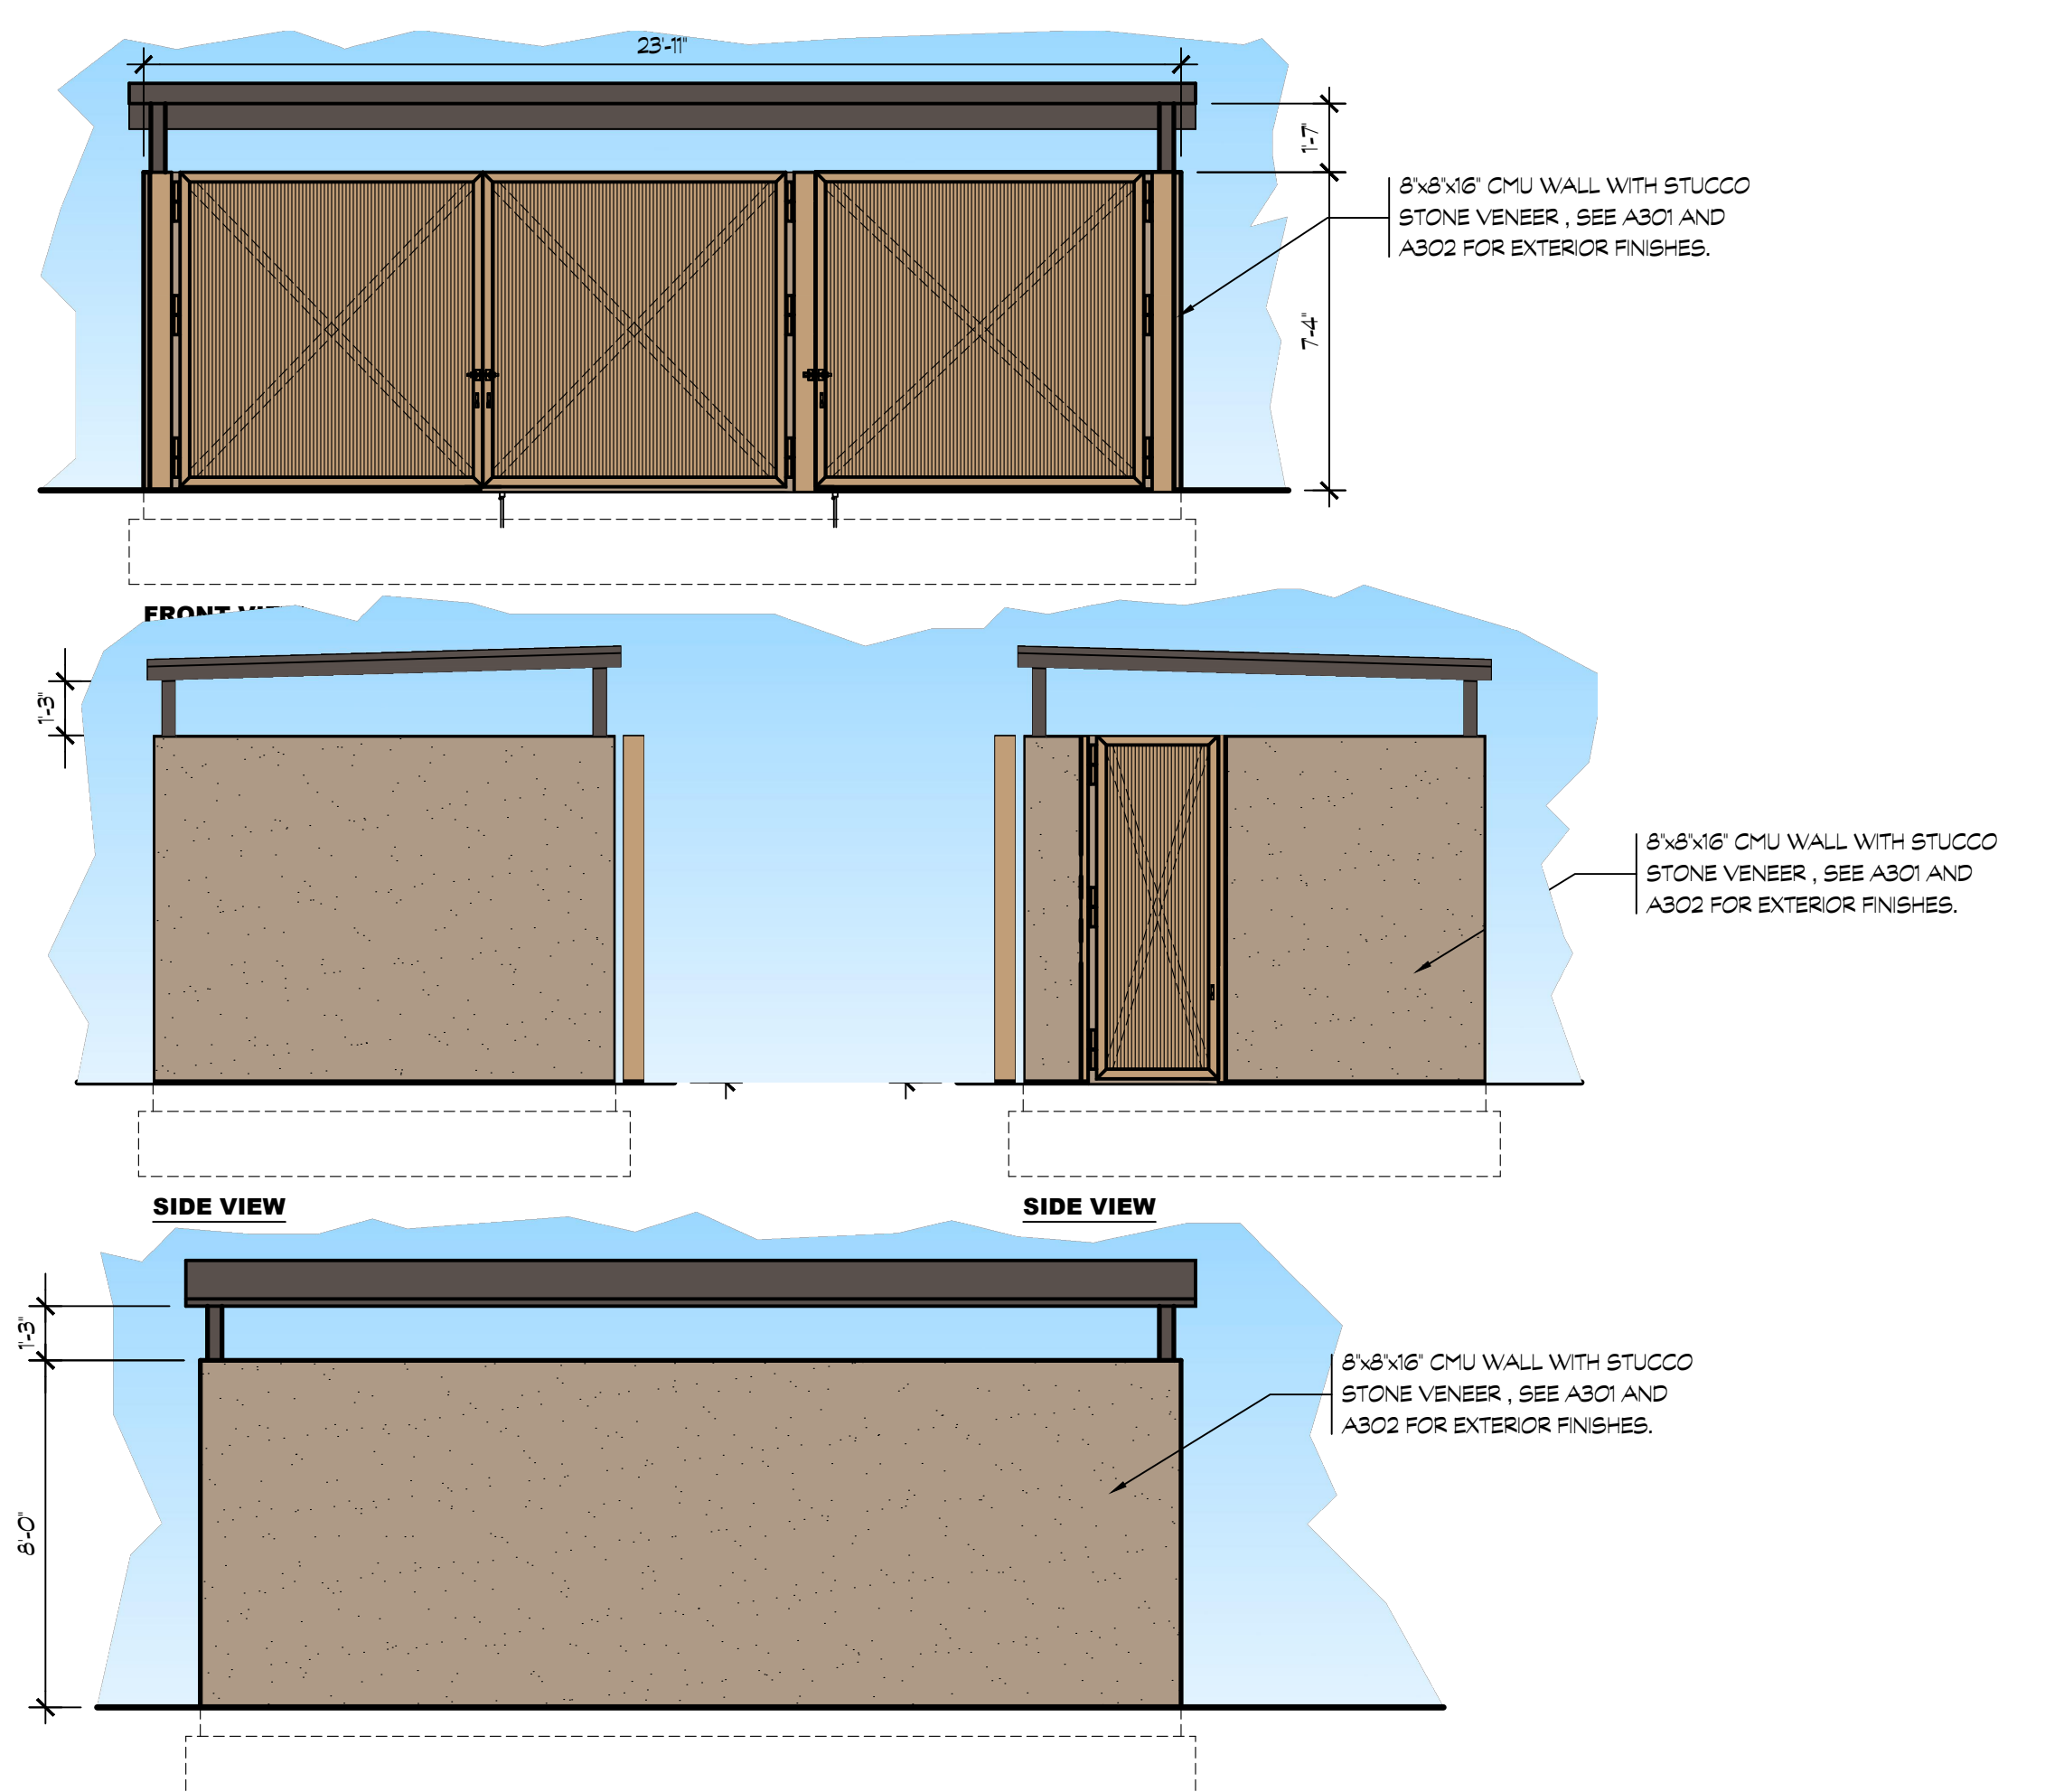 23'-11"
1'-7"
8"x8"x16" CMU WALL WITH STUCCO
STONE VENEER , SEE A301 AND
A302 FOR EXTERIOR FINISHES.
7'-4"
FRONT
1'-3"
8"x8"x16" CMU WALL WITH STUCCO
STONE VENEER , SEE A301 AND
A302 FOR EXTERIOR FINISHES.
SIDE VIEW
SIDE VIEW
1'-3"
8"x8"x16" CMU WALL WITH STUCCO
STONE VENEER , SEE A301 AND
A302 FOR EXTERIOR FINISHES.
8'-0"